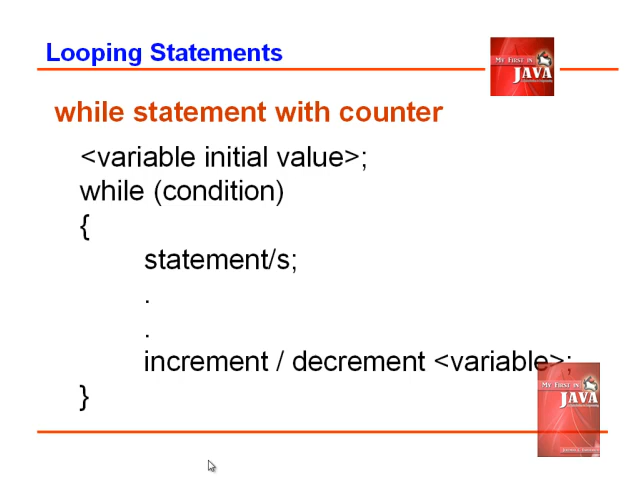 Looping Statements
MY FIRST IN
JAVA
while statement with counter
<variable initial value>;
while (condition)
{
statement/s;
.
.
increment / decrement <variable>;
}
MY FIRST IN
JAVA